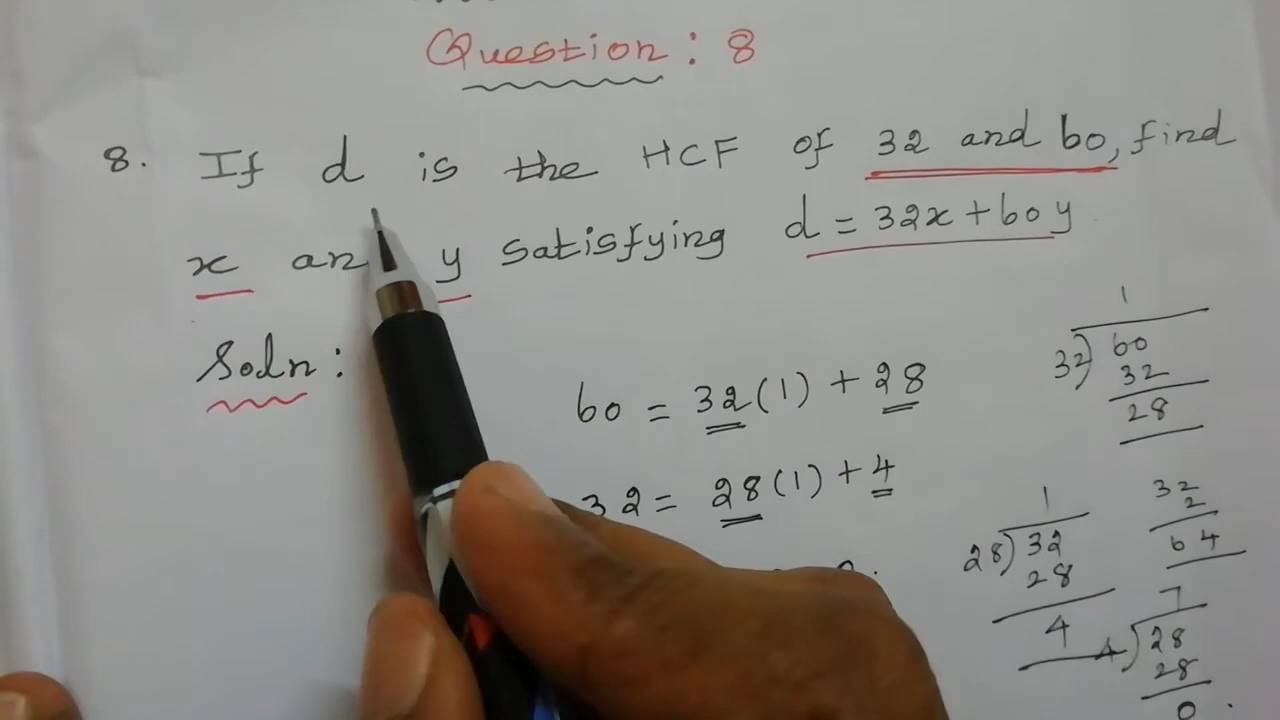 Question : 8
8. If d is the HCF of 32 and 60, find
x an y satisfying d = 32x + 60y
Soln :
60 = 32(1) + 28
32 = 28(1) + 4
1
32) 60
32
28
1
28) 32
28
4
32
2
64
7
4) 28
28
0.